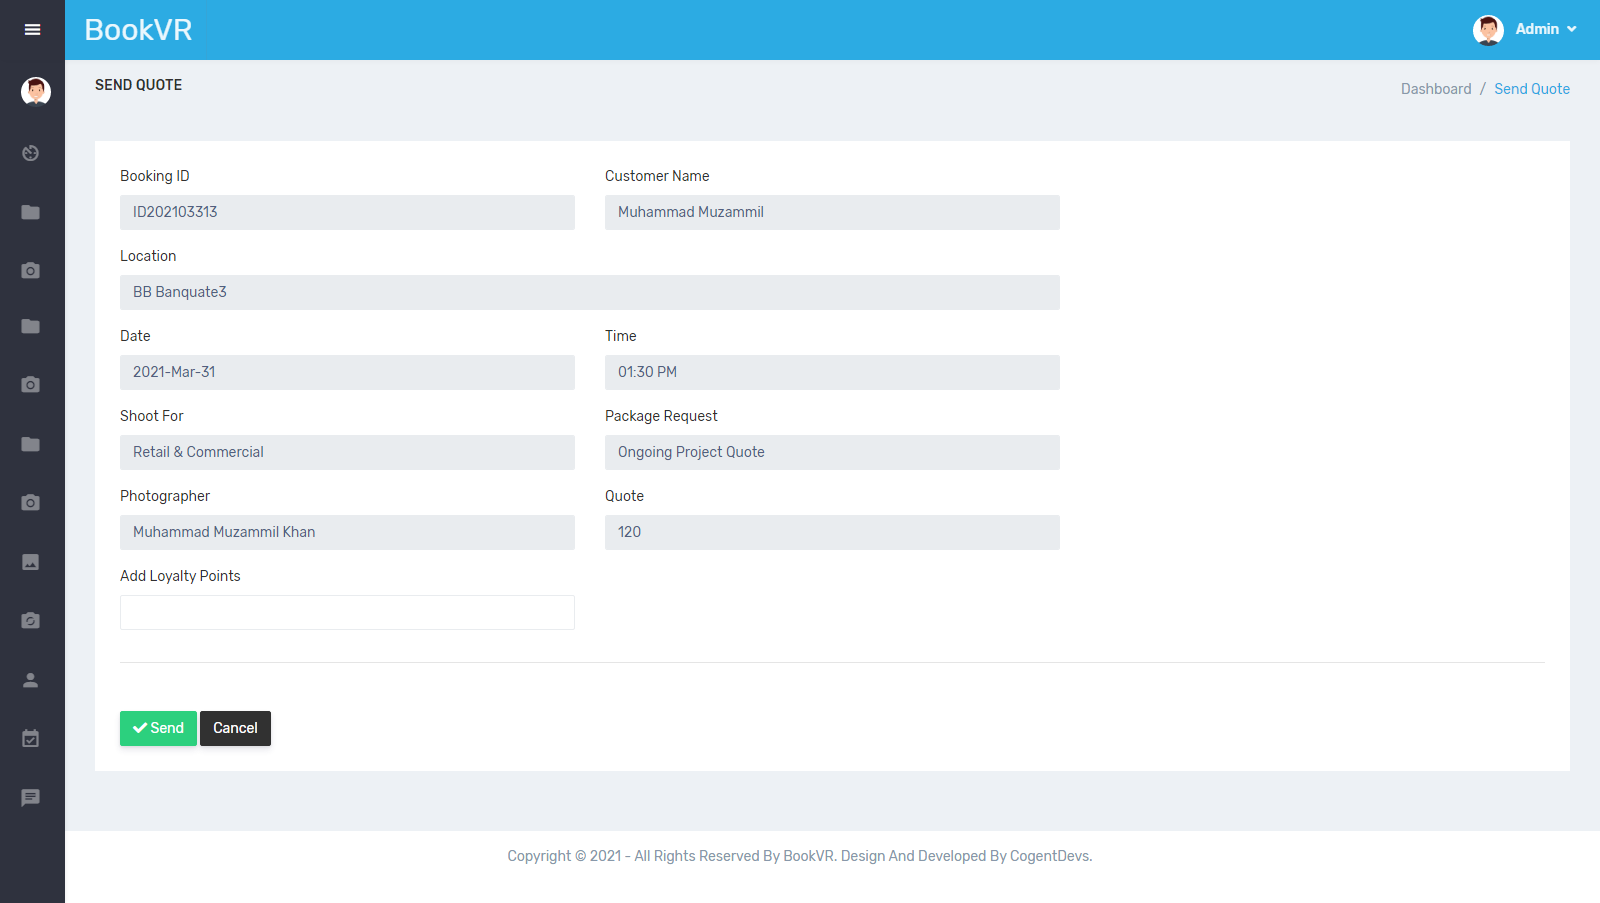 BookVR
Admin
SEND QUOTE
Dashboard / Send Quote
Booking ID
Customer Name
ID202103313
Muhammad Muzammil
Location
BB Banquate3
Date
Time
2021-Mar-31
01:30 PM
Shoot For
Package Request
Retail & Commercial
Ongoing Project Quote
Photographer
Quote
Muhammad Muzammil Khan
120
Add Loyalty Points
Send
Cancel
Copyright © 2021 - All Rights Reserved By BookVR. Design And Developed By CogentDevs.